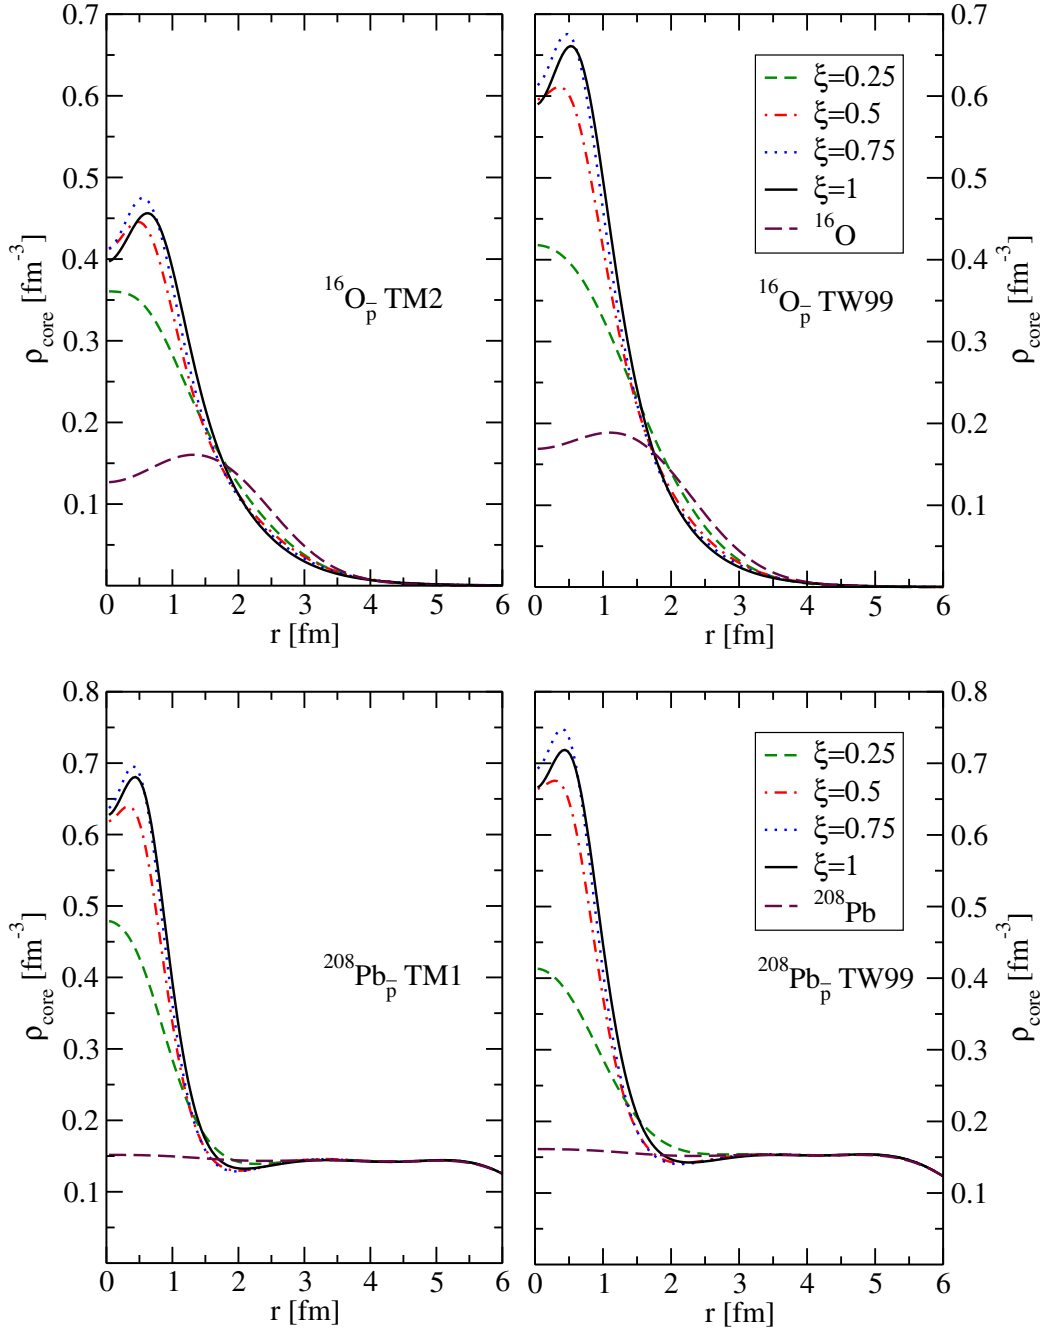 0.7
0.6
0.5
0.4
0.3
0.2
0.1
ρcore [fm-3]
16Op̄ TM2
0 1 2 3 4 5 6
r [fm]
ξ=0.25
ξ=0.5
ξ=0.75
ξ=1
16O
16Op̄ TW99
0.7
0.6
0.5
0.4
0.3
0.2
0.1
0
ρcore [fm-3]
0 1 2 3 4 5 6
r [fm]
0.8
0.7
0.6
0.5
0.4
0.3
0.2
0.1
ρcore [fm-3]
208Pbp̄ TM1
0 1 2 3 4 5 6
r [fm]
ξ=0.25
ξ=0.5
ξ=0.75
ξ=1
208Pb
208Pbp̄ TW99
0.8
0.7
0.6
0.5
0.4
0.3
0.2
0.1
ρcore [fm-3]
0 1 2 3 4 5 6
r [fm]